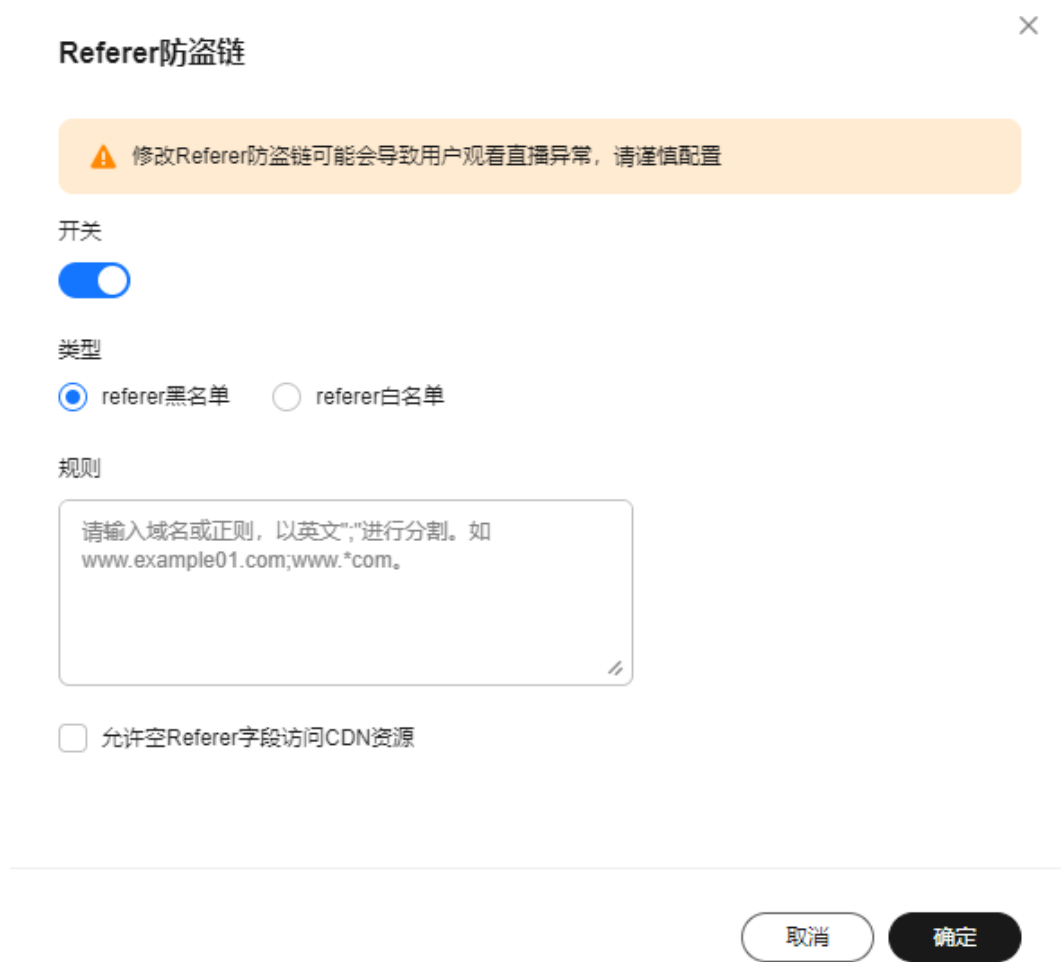 Referer防盗链
修改Referer防盗链可能会导致用户观看直播异常，请谨慎配置
开关
类型
referer黑名单
referer白名单
规则
请输入域名或正则，以英文";"进行分割。如
www.example01.com;www.*com。
允许空Referer字段访问CDN资源
取消
确定